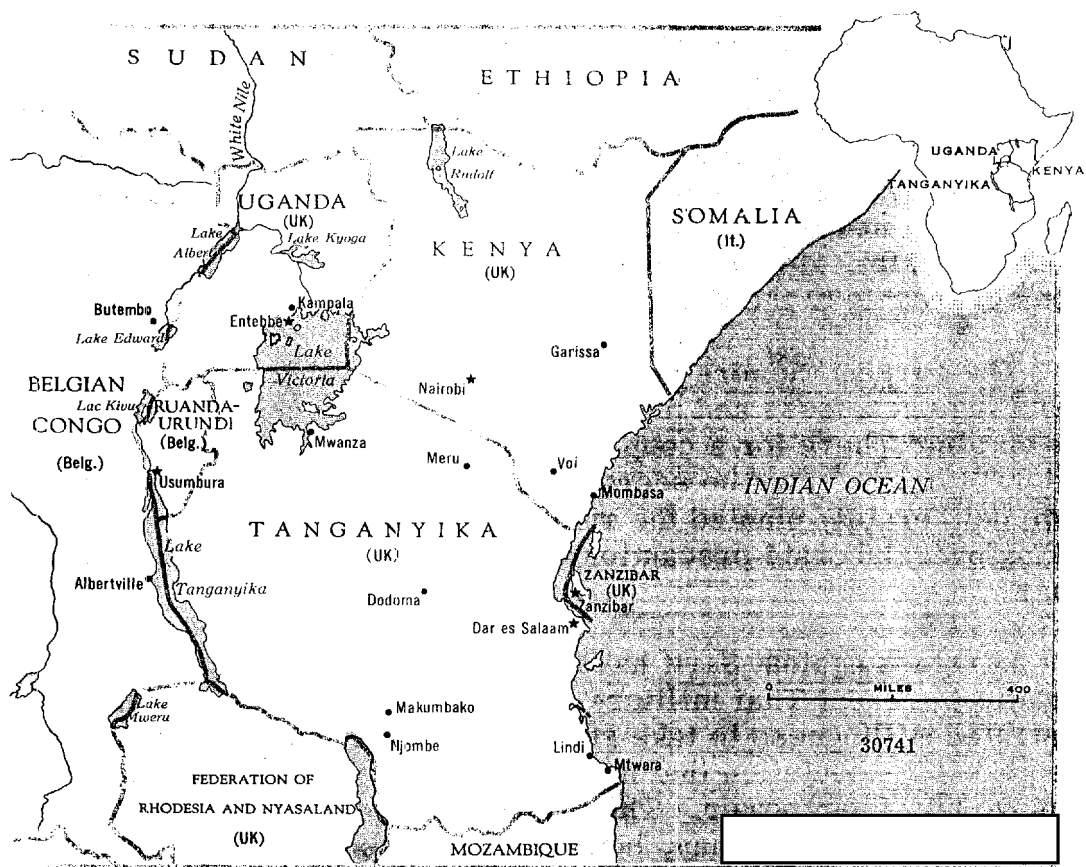 SUDAN
ETHIOPIA
White Nile
Lake
Rudolf
UGANDA
KENYA
TANGANYIKA
UGANDA
(UK)
Lake
Albert
Lake Kyoga
KENYA
(UK)
SOMALIA
(It.)
Butembo
Kampala
Entebbe
Lake Edward
Lake
Victoria
Garissa
Nairobi
BELGIAN
CONGO
(Belg.)
Lac Kivu
RUANDA-
URUNDI
(Belg.)
Mwanza
Meru
Voi
Usumbura
Mombasa
INDIAN OCEAN
TANGANYIKA
(UK)
Lake
Tanganyika
Albertville
Dodoma
ZANZIBAR
(UK)
Zanzibar
Dar es Salaam
0 MILES 400
Lake
Mweru
Makumbako
Njombe
Lindi
Mtwara
30741
FEDERATION OF
RHODESIA AND NYASALAND
(UK)
MOZAMBIQUE